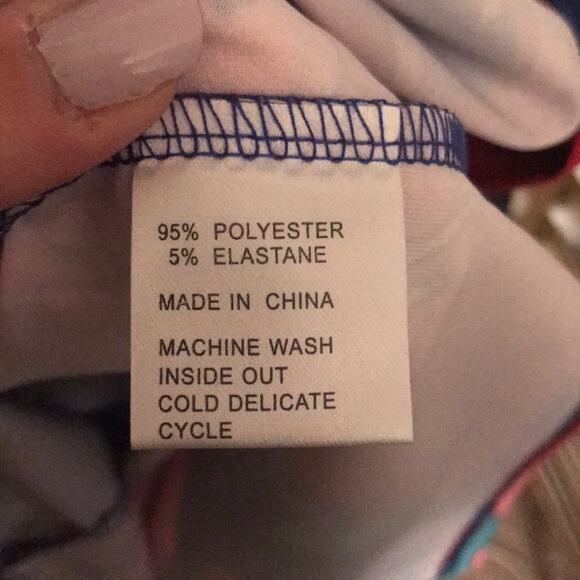 95% POLYESTER
5% ELASTANE
MADE IN CHINA
MACHINE WASH
INSIDE OUT
COLD DELICATE
CYCLE